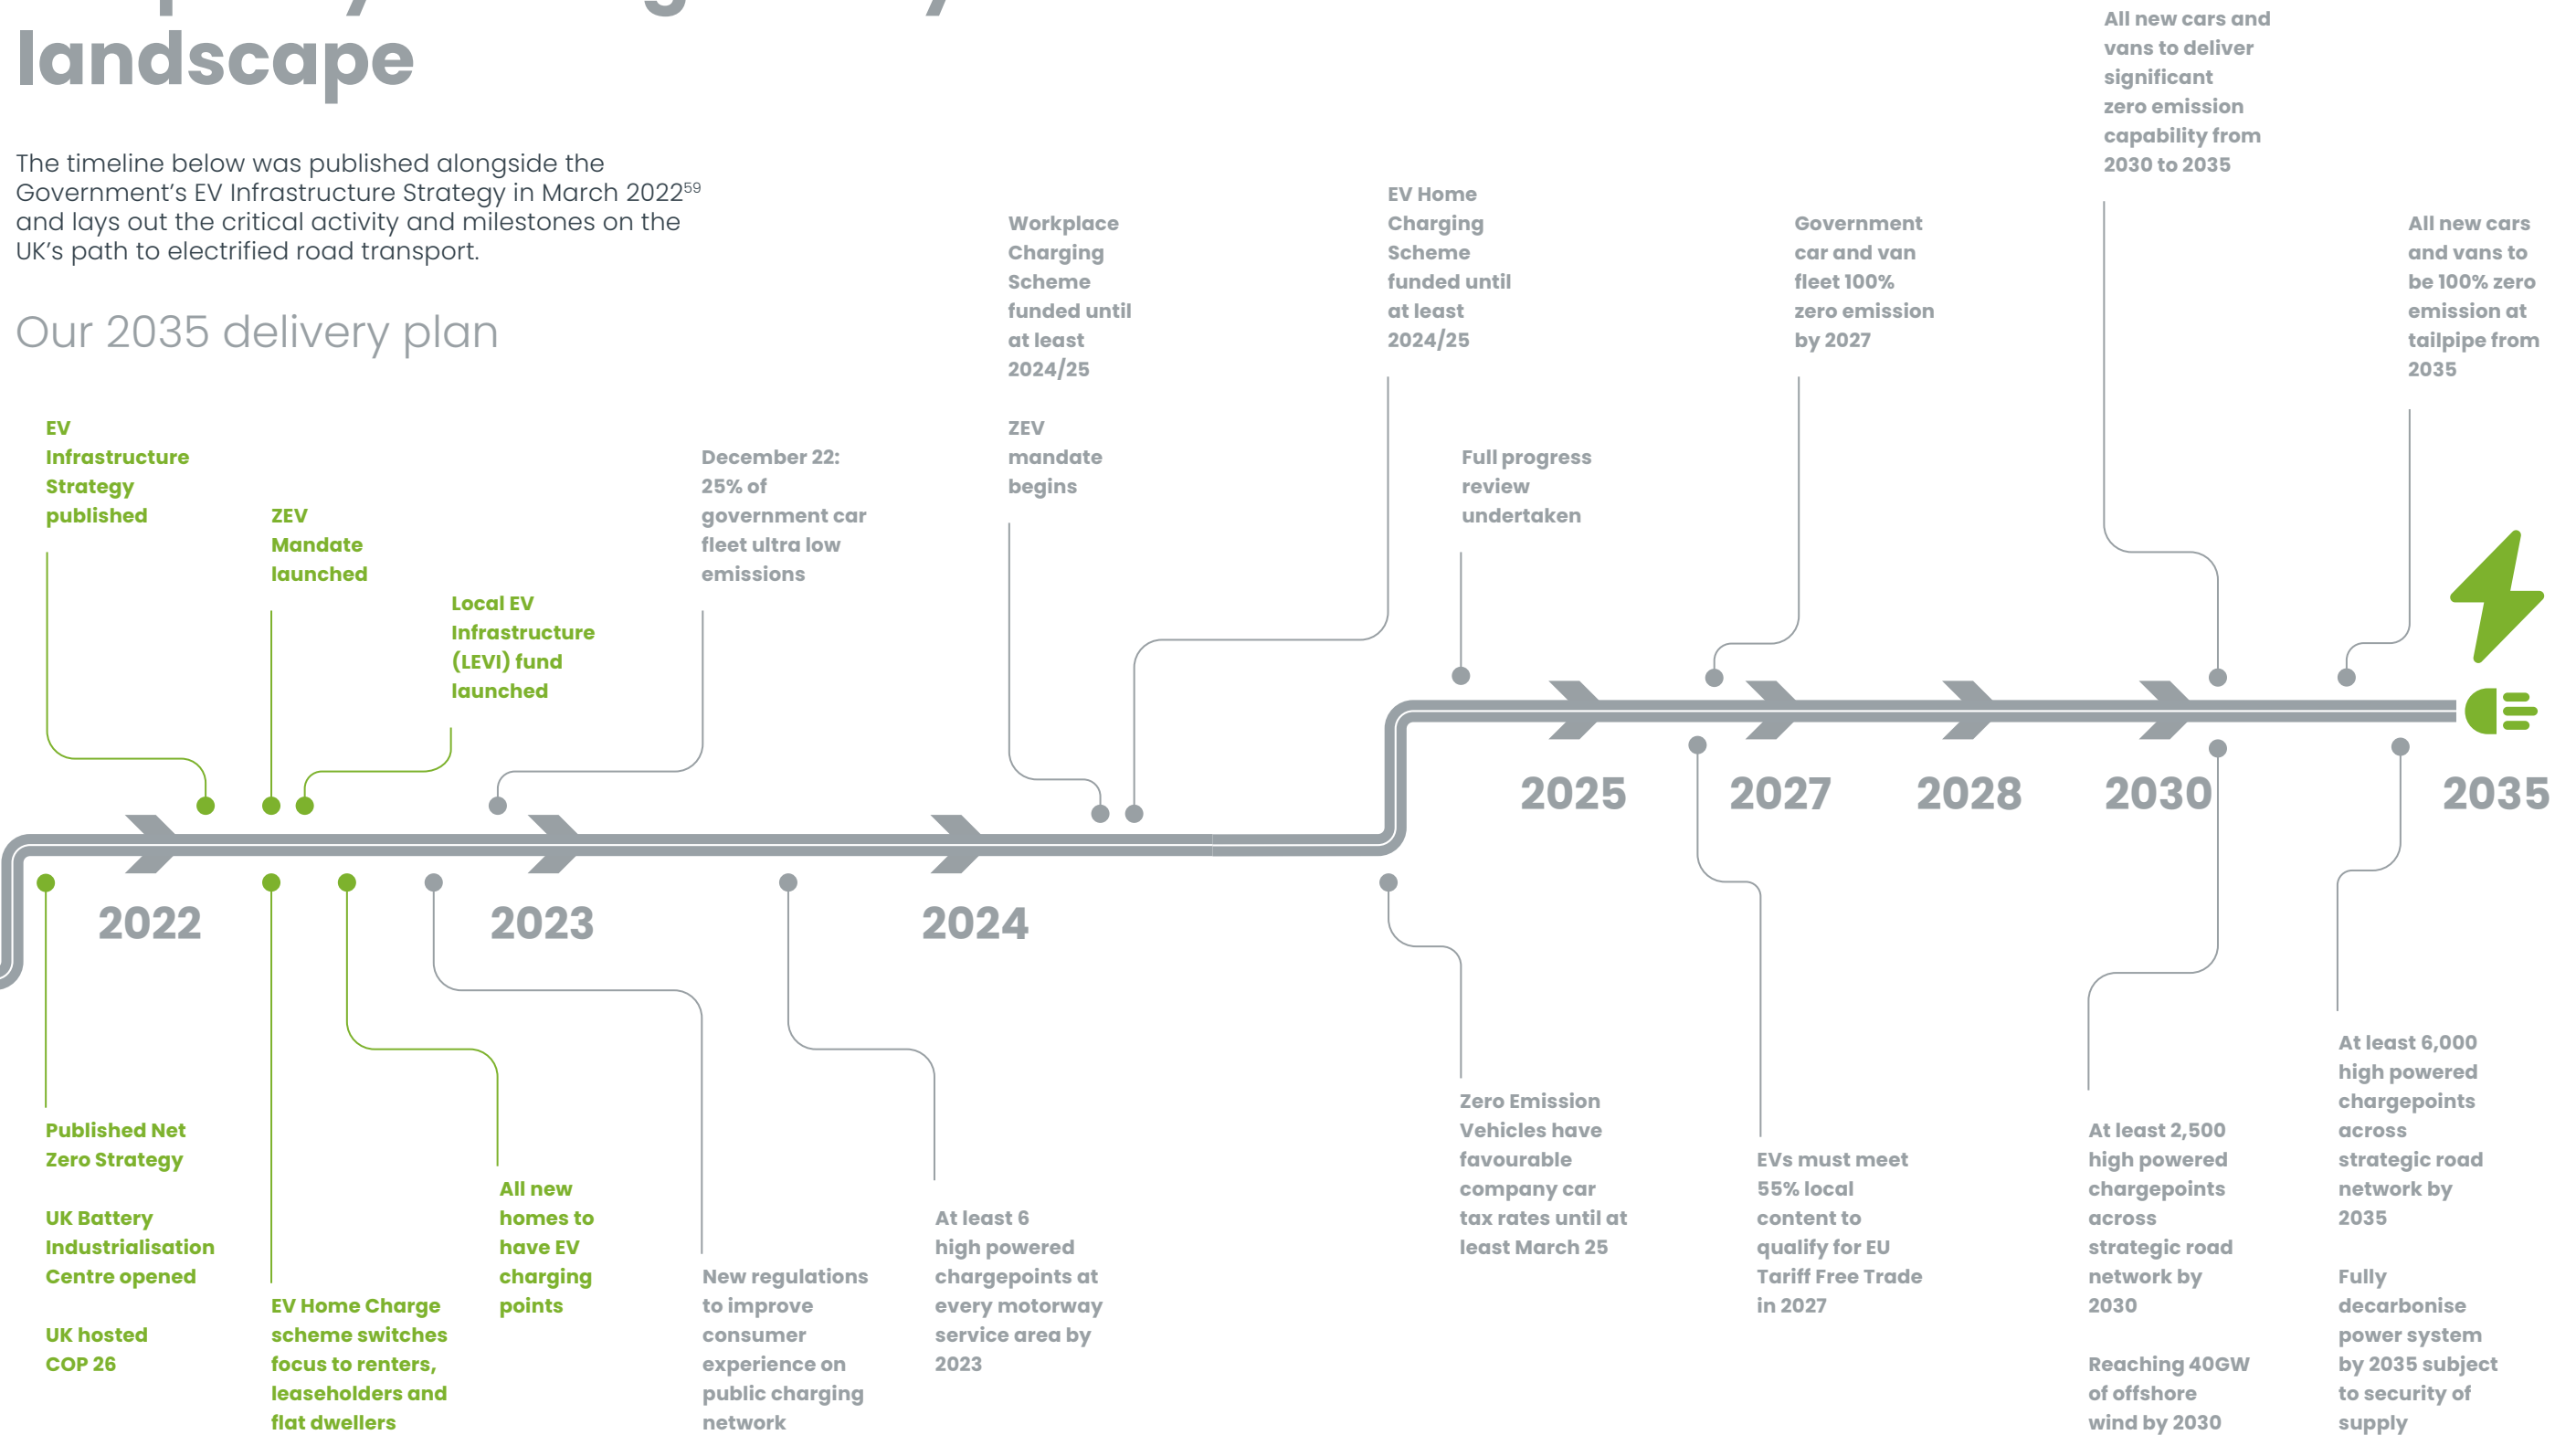 landscape
The timeline below was published alongside the
Government’s EV Infrastructure Strategy in March 2022⁵⁹
and lays out the critical activity and milestones on the
UK’s path to electrified road transport.
Our 2035 delivery plan
EV
Infrastructure
Strategy
published
ZEV
Mandate
launched
Local EV
Infrastructure
(LEVI) fund
launched
December 22:
25% of
government car
fleet ultra low
emissions
Workplace
Charging
Scheme
funded until
at least
2024/25
ZEV
mandate
begins
EV Home
Charging
Scheme
funded until
at least
2024/25
Full progress
review
undertaken
Government
car and van
fleet 100%
zero emission
by 2027
All new cars and
vans to deliver
significant
zero emission
capability from
2030 to 2035
All new cars
and vans to
be 100% zero
emission at
tailpipe from
2035
2022
2023
2024
2025
2027
2028
2030
2035
Published Net
Zero Strategy
UK Battery
Industrialisation
Centre opened
UK hosted
COP 26
EV Home Charge
scheme switches
focus to renters,
leaseholders and
flat dwellers
All new
homes to
have EV
charging
points
New regulations
to improve
consumer
experience on
public charging
network
At least 6
high powered
chargepoints at
every motorway
service area by
2023
Zero Emission
Vehicles have
favourable
company car
tax rates until at
least March 25
EVs must meet
55% local
content to
qualify for EU
Tariff Free Trade
in 2027
At least 2,500
high powered
chargepoints
across
strategic road
network by
2030
Reaching 40GW
of offshore
wind by 2030
At least 6,000
high powered
chargepoints
across
strategic road
network by
2035
Fully
decarbonise
power system
by 2035 subject
to security of
supply